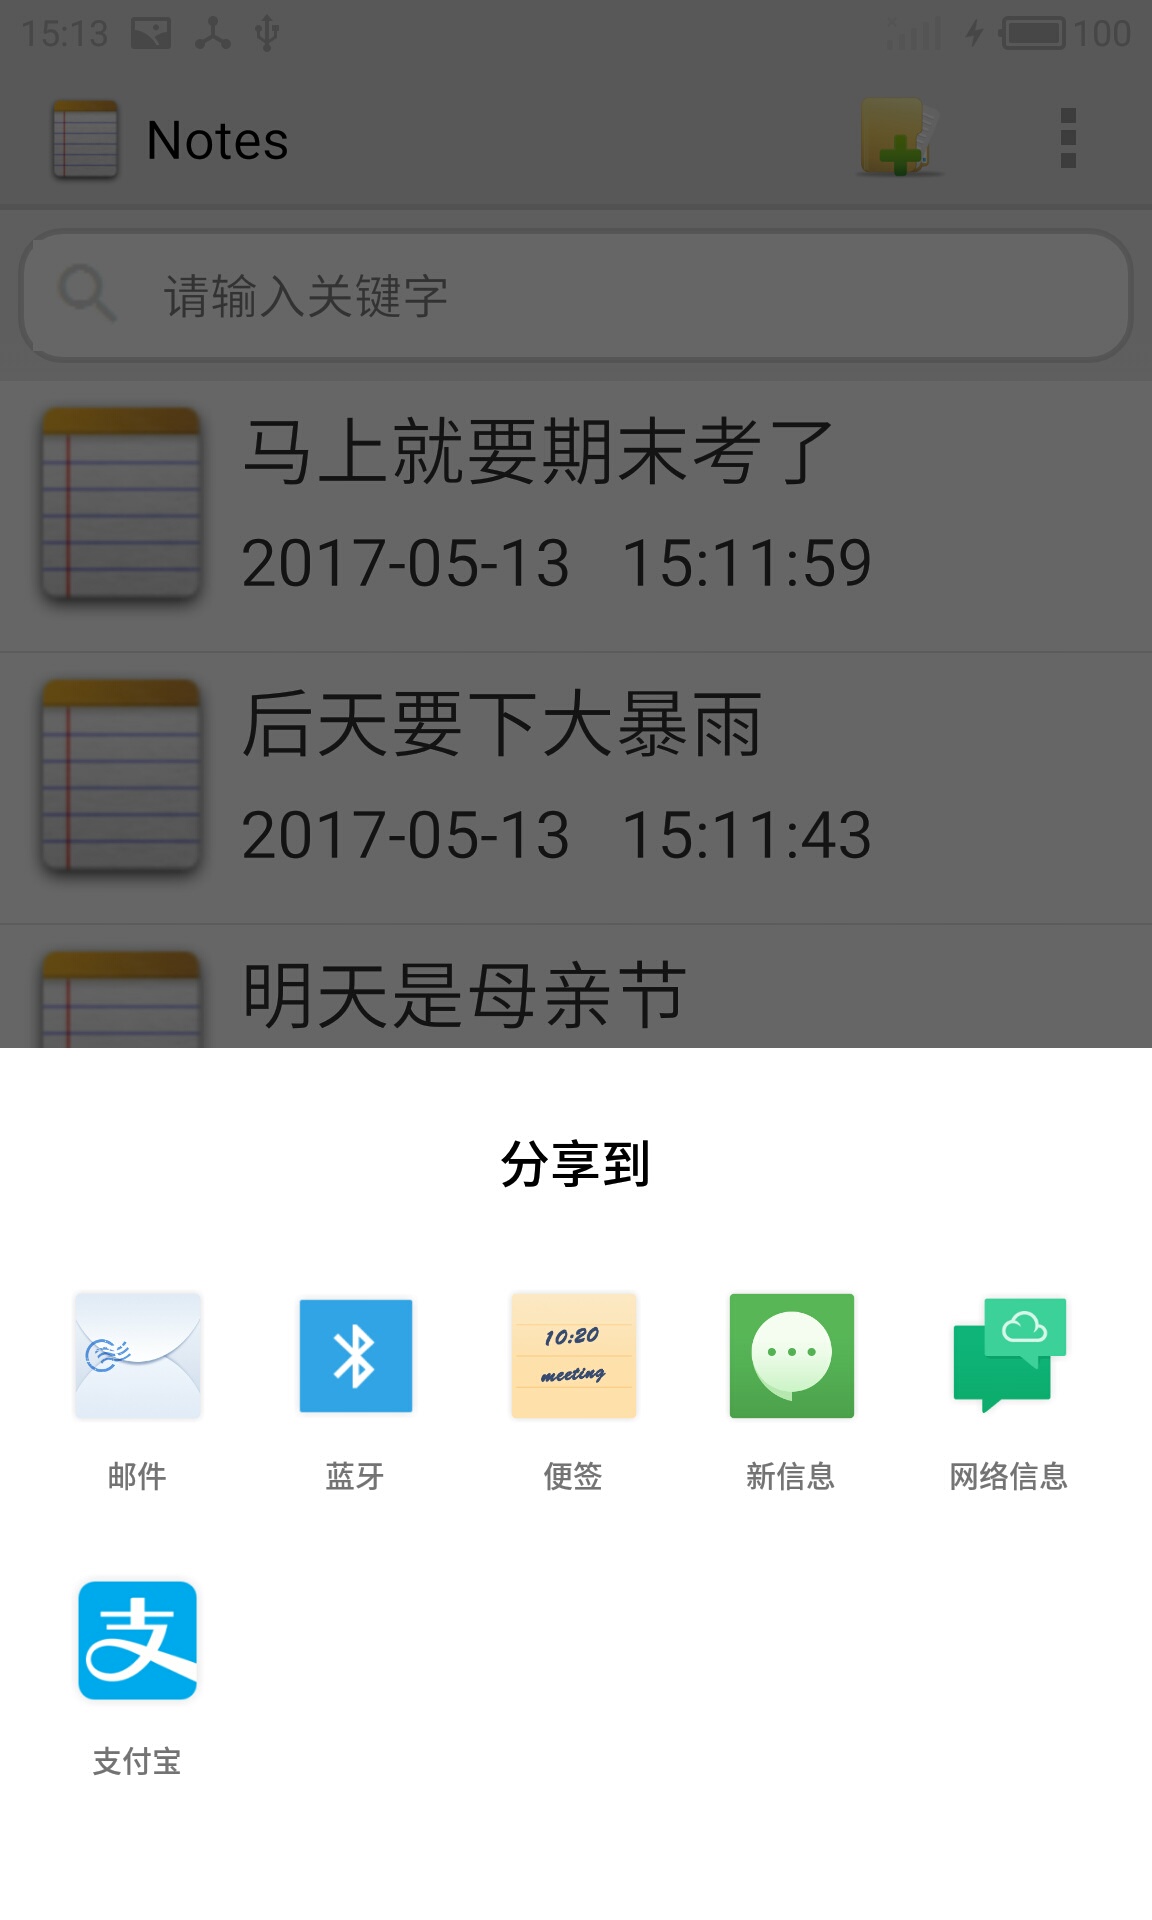 15:13
100
Notes
请输入关键字
马上就要期末考了
2017-05-13 15:11:59
后天要下大暴雨
2017-05-13 15:11:43
明天是母亲节
分享到
10:20
meeting
邮件 蓝牙 便签 新信息 网络信息
支
支付宝